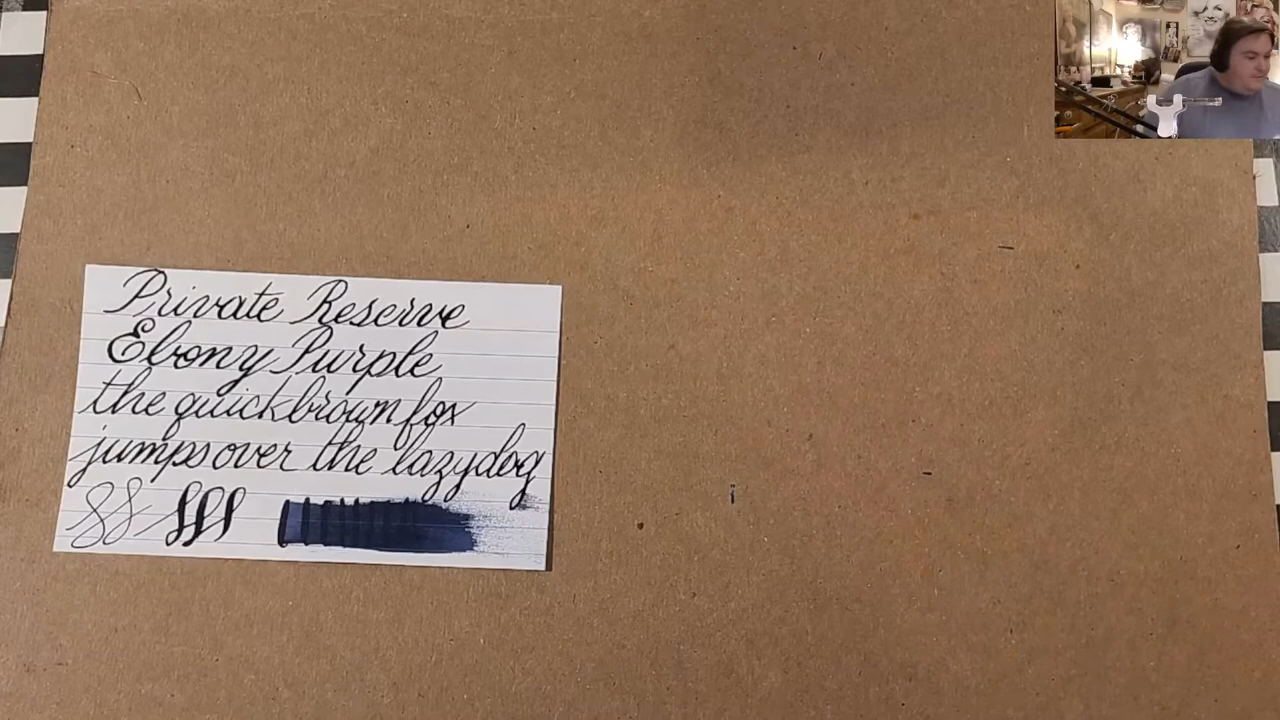 Private Reserve
Ebony Purple
the quick brown fox
jumps over the lazy dog